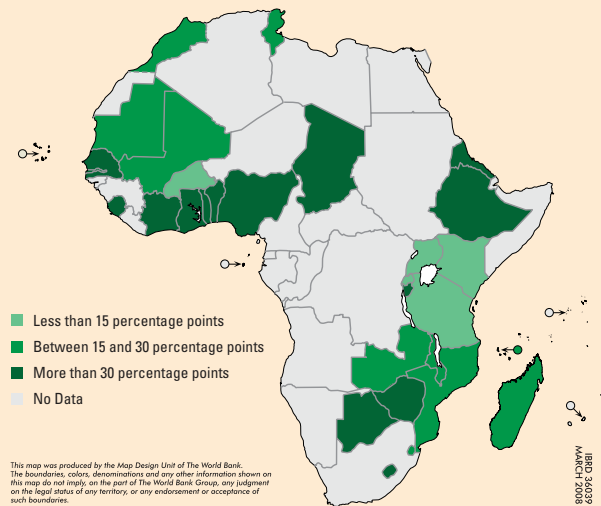 Less than 15 percentage points
Between 15 and 30 percentage points
More than 30 percentage points
No Data
This map was produced by the Map Design Unit of The World Bank.
The boundaries, colors, denominations and any other information shown on
this map do not imply, on the part of The World Bank Group, any judgment
on the legal status of any territory, or any endorsement or acceptance of
such boundaries.
IBRD 36039
MARCH 2008